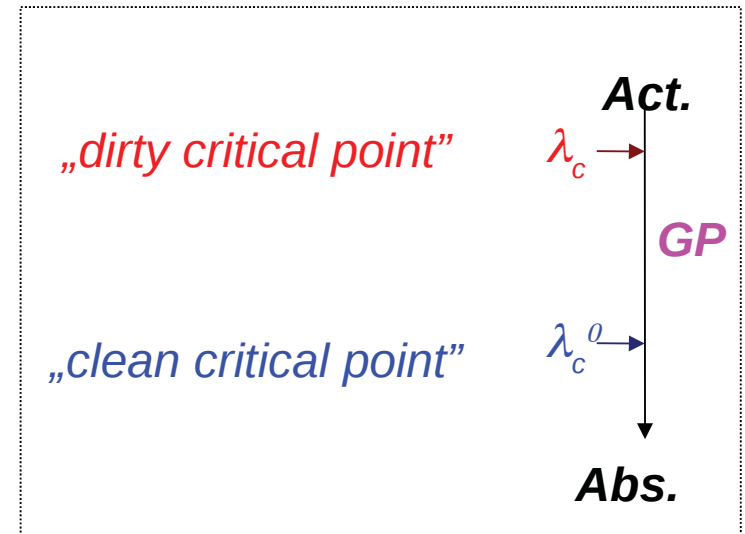 Act.
„dirty critical point” λc
GP
„clean critical point” λc⁰
Abs.